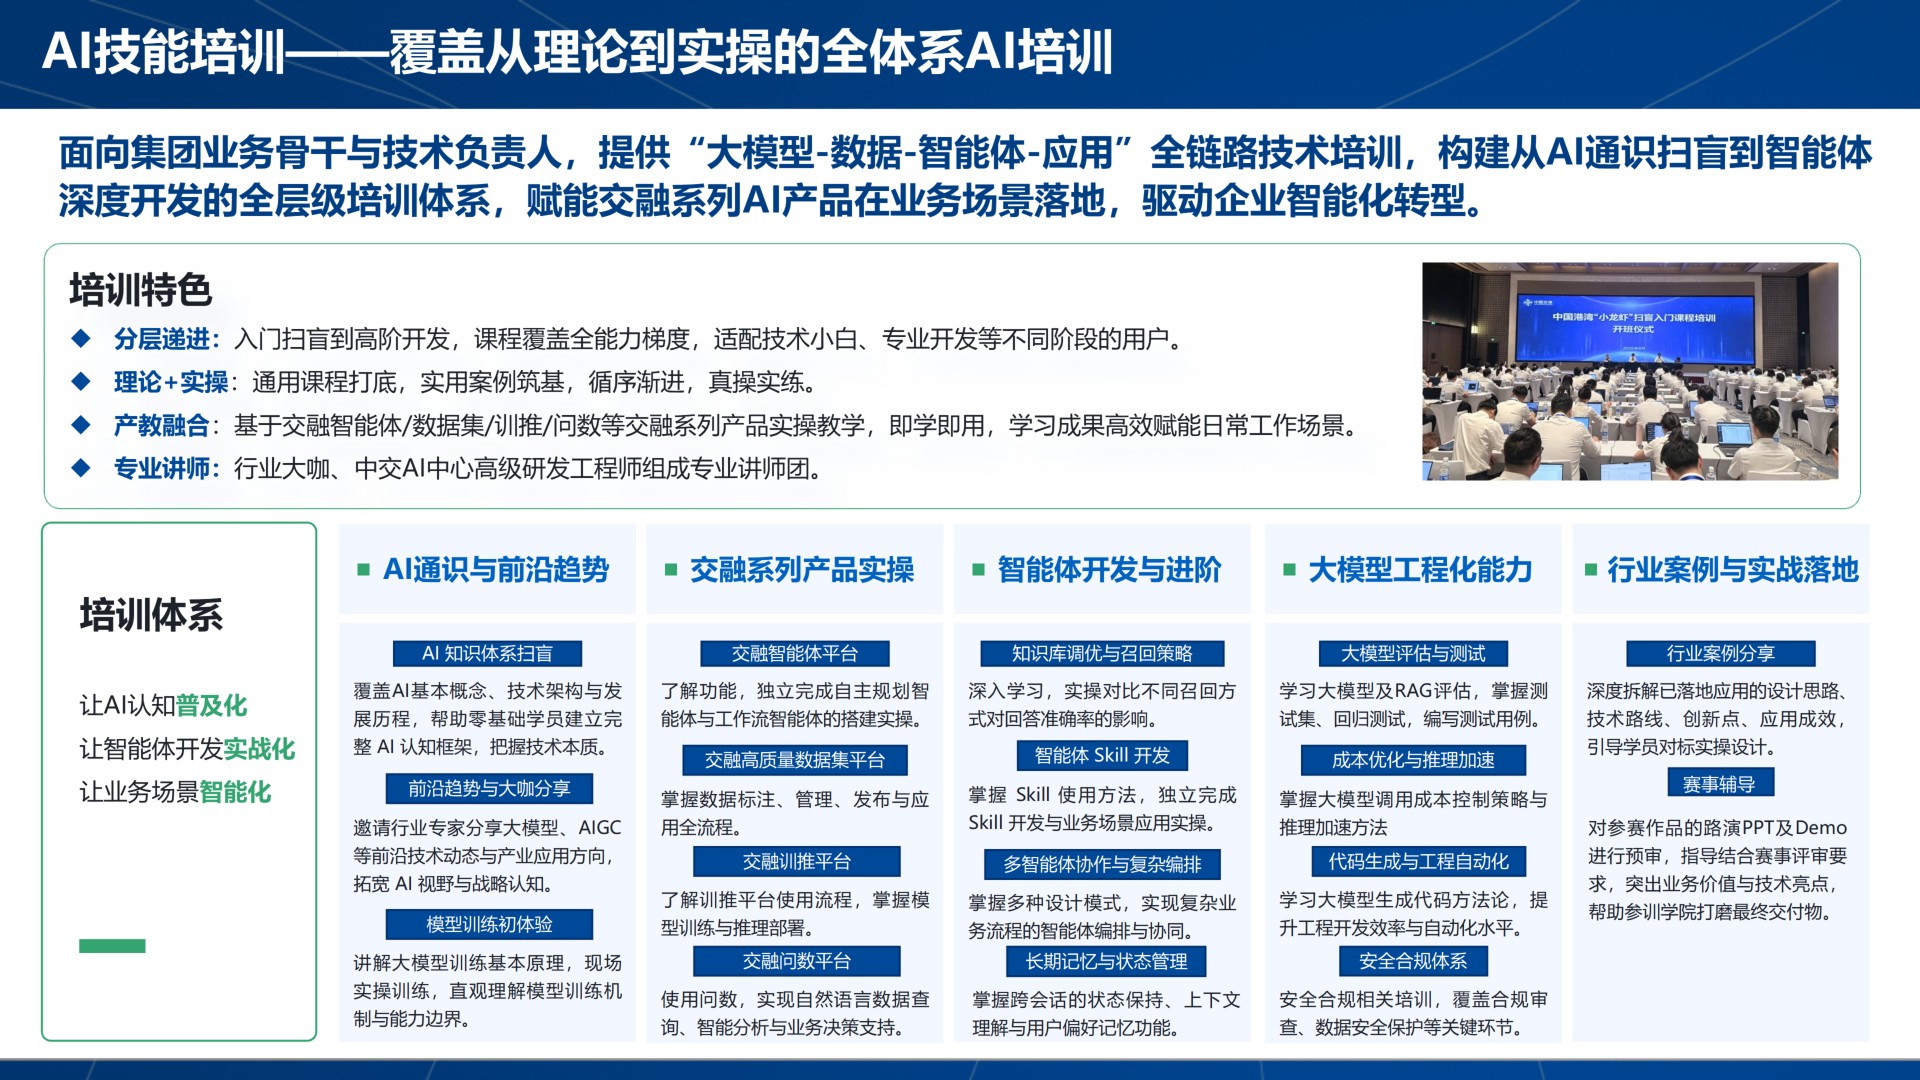 AI技能培训——覆盖从理论到实操的全体系AI培训
面向集团业务骨干与技术负责人，提供“大模型-数据-智能体-应用”全链路技术培训，构建从AI通识扫盲到智能体
深度开发的全层级培训体系，赋能交融系列AI产品在业务场景落地，驱动企业智能化转型。
培训特色
分层递进：入门扫盲到高阶开发，课程覆盖全能力梯度，适配技术小白、专业开发等不同阶段的用户。
理论+实操：通用课程打底，实用案例筑基，循序渐进，真操实练。
产教融合：基于交融智能体/数据集/训推/问数等交融系列产品实操教学，即学即用，学习成果高效赋能日常工作场景。
专业讲师：行业大咖、中交AI中心高级研发工程师组成专业讲师团。
中国港湾“小龙虾”扫盲入门课程培训
开班仪式
培训体系
让AI认知普及化
让智能体开发实战化
让业务场景智能化
AI通识与前沿趋势
AI 知识体系扫盲
覆盖AI基本概念、技术架构与发
展历程，帮助零基础学员建立完
整 AI 认知框架，把握技术本质。
前沿趋势与大咖分享
邀请行业专家分享大模型、AIGC
等前沿技术动态与产业应用方向，
拓宽 AI 视野与战略认知。
模型训练初体验
讲解大模型训练基本原理，现场
实操训练，直观理解模型训练机
制与能力边界。
交融系列产品实操
交融智能体平台
了解功能，独立完成自主规划智
能体与工作流智能体的搭建实操。
交融高质量数据集平台
掌握数据标注、管理、发布与应
用全流程。
交融训推平台
了解训推平台使用流程，掌握模
型训练与推理部署。
交融问数平台
使用问数，实现自然语言数据查
询、智能分析与业务决策支持。
智能体开发与进阶
知识库调优与召回策略
深入学习，实操对比不同召回方
式对回答准确率的影响。
智能体 Skill 开发
掌握 Skill 使用方法，独立完成
Skill 开发与业务场景应用实操。
多智能体协作与复杂编排
掌握多种设计模式，实现复杂业
务流程的智能体编排与协同。
长期记忆与状态管理
掌握跨会话的状态保持、上下文
理解与用户偏好记忆功能。
大模型工程化能力
大模型评估与测试
学习大模型及RAG评估，掌握测
试集、回归测试，编写测试用例。
成本优化与推理加速
掌握大模型调用成本控制策略与
推理加速方法
代码生成与工程自动化
学习大模型生成代码方法论，提
升工程开发效率与自动化水平。
安全合规体系
安全合规相关培训，覆盖合规审
查、数据安全保护等关键环节。
行业案例与实战落地
行业案例分享
深度拆解已落地应用的设计思路、
技术路线、创新点、应用成效，
引导学员对标实操设计。
赛事辅导
对参赛作品的路演PPT及Demo
进行预审，指导结合赛事评审要
求，突出业务价值与技术亮点，
帮助参训学院打磨最终交付物。